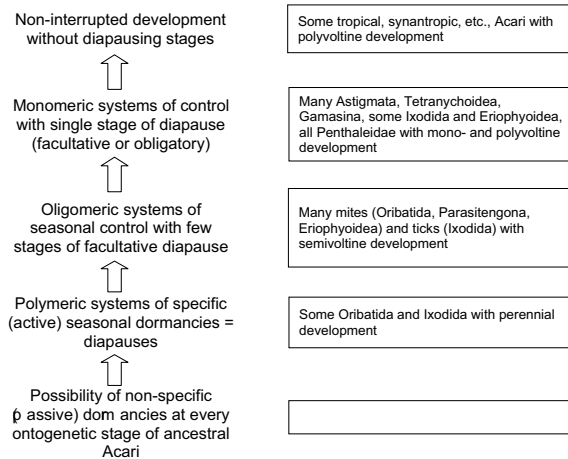 Non-interrupted development
without diapausing stages
Some tropical, synantropic, etc., Acari with
polyvoltine development
Monomeric systems of control
with single stage of diapause
(facultative or obligatory)
Many Astigmata, Tetranychoidea,
Gamasina, some Ixodida and Eriophyoidea,
all Penthaleidae with mono- and polyvoltine
development
Oligomeric systems of
seasonal control with few
stages of facultative diapause
Many mites (Oribatida, Parasitengona,
Eriophyoidea) and ticks (Ixodida) with
semivoltine development
Polymeric systems of specific
(active) seasonal dormancies =
diapauses
Some Oribatida and Ixodida with perennial
development
Possibility of non-specific
(passive) dormancies at every
ontogenetic stage of ancestral
Acari